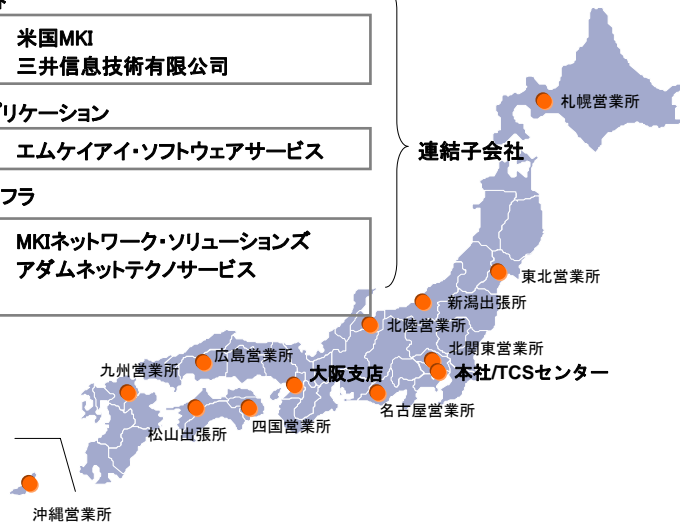 米国MKI
三井信息技術有限公司
プリケーション
エムケイアイ・ソフトウェアサービス
フラ
MKIネットワーク・ソリューションズ
アダムネットテクノサービス
連結子会社
札幌営業所
東北営業所
新潟出張所
北陸営業所
北関東営業所
本社/TCSセンター
名古屋営業所
大阪支店
広島営業所
九州営業所
四国営業所
松山出張所
沖縄営業所